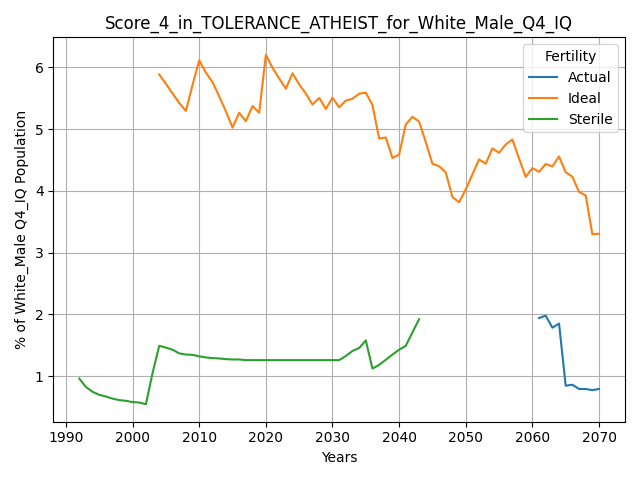 Score_4_in_TOLERANCE_ATHEIST_for_White_Male_Q4_IQ
Fertility
Actual
Ideal
Sterile
% of White_Male Q4_IQ Population
6
5
4
3
2
1
1990 2000 2010 2020 2030 2040 2050 2060 2070
Years